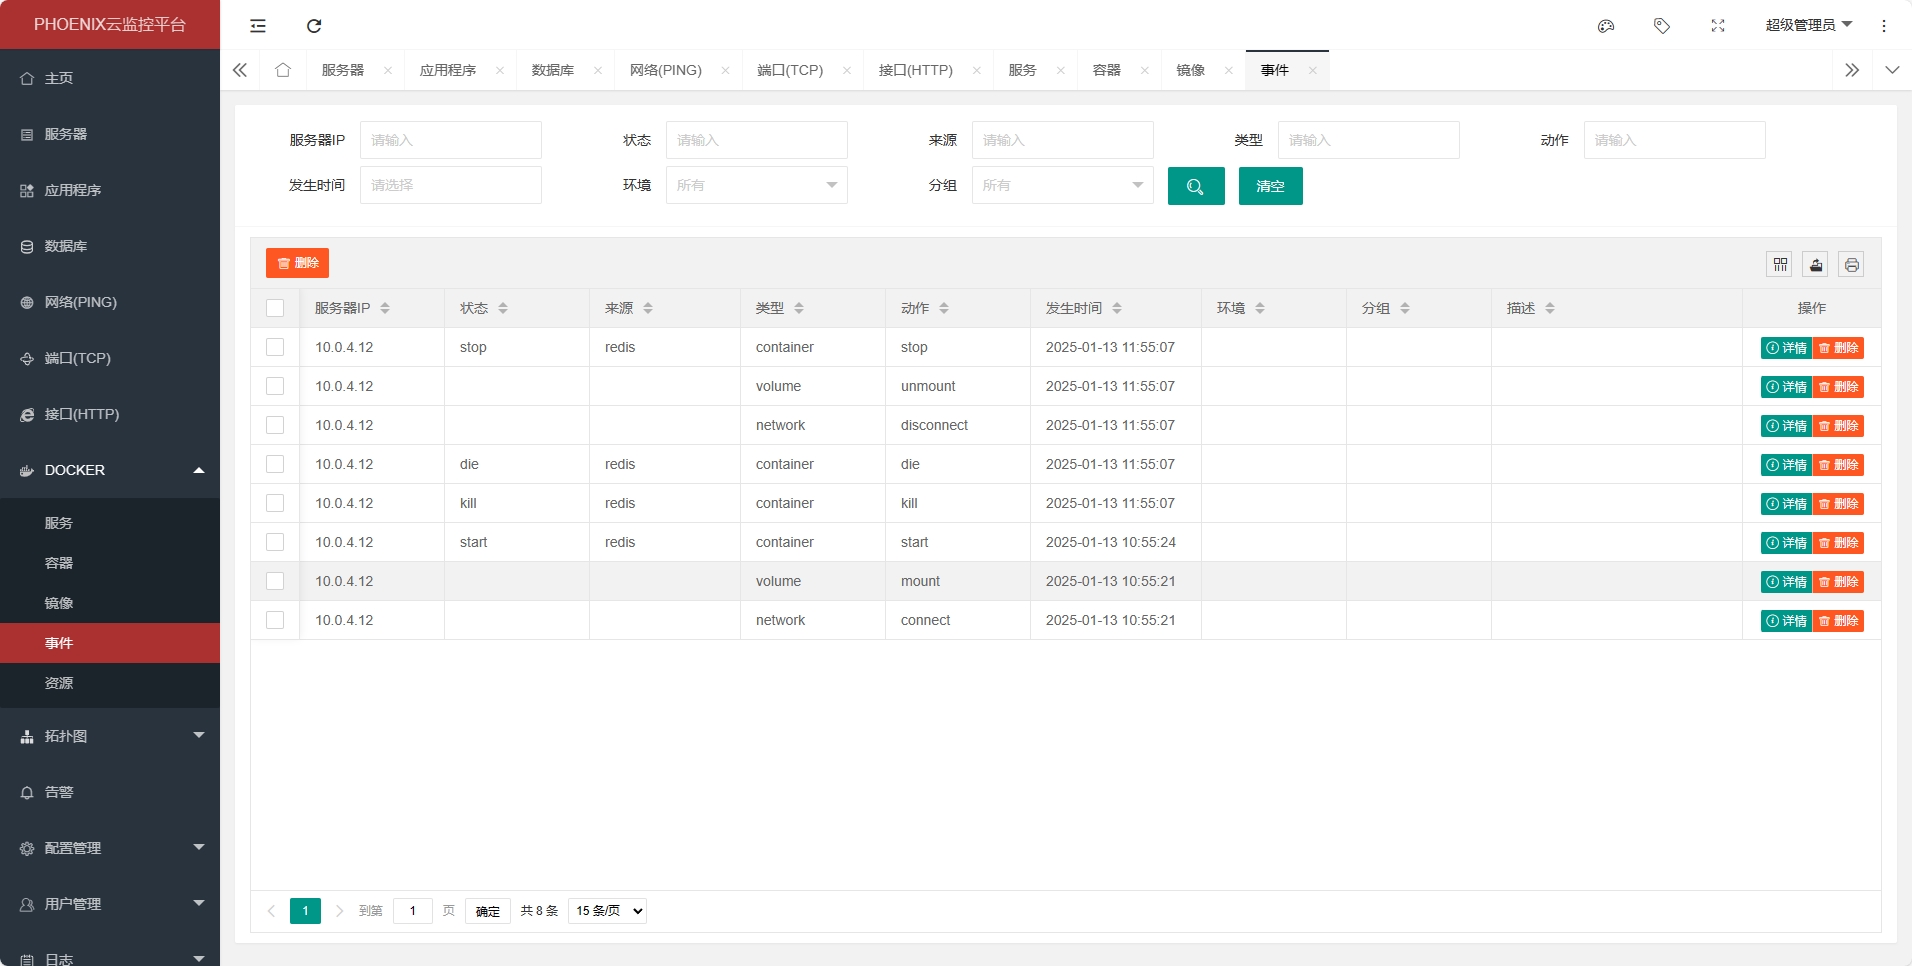 PHOENIX云监控平台
超级管理员
服务器 应用程序 数据库 网络(PING) 端口(TCP) 接口(HTTP) 服务 容器 镜像 事件
主页
服务器
应用程序
数据库
网络(PING)
端口(TCP)
接口(HTTP)
DOCKER
服务
容器
镜像
事件
资源
拓扑图
告警
配置管理
用户管理
日志
服务器IP 请输入 状态 请输入 来源 请输入 类型 请输入 动作 请输入
发生时间 请选择 环境 所有 分组 所有 清空
删除
服务器IP 状态 来源 类型 动作 发生时间 环境 分组 描述 操作
10.0.4.12 stop redis container stop 2025-01-13 11:55:07 详情 删除
10.0.4.12 volume unmount 2025-01-13 11:55:07 详情 删除
10.0.4.12 network disconnect 2025-01-13 11:55:07 详情 删除
10.0.4.12 die redis container die 2025-01-13 11:55:07 详情 删除
10.0.4.12 kill redis container kill 2025-01-13 11:55:07 详情 删除
10.0.4.12 start redis container start 2025-01-13 10:55:24 详情 删除
10.0.4.12 volume mount 2025-01-13 10:55:21 详情 删除
10.0.4.12 network connect 2025-01-13 10:55:21 详情 删除
1 到第 1 页 确定 共 8 条 15 条/页